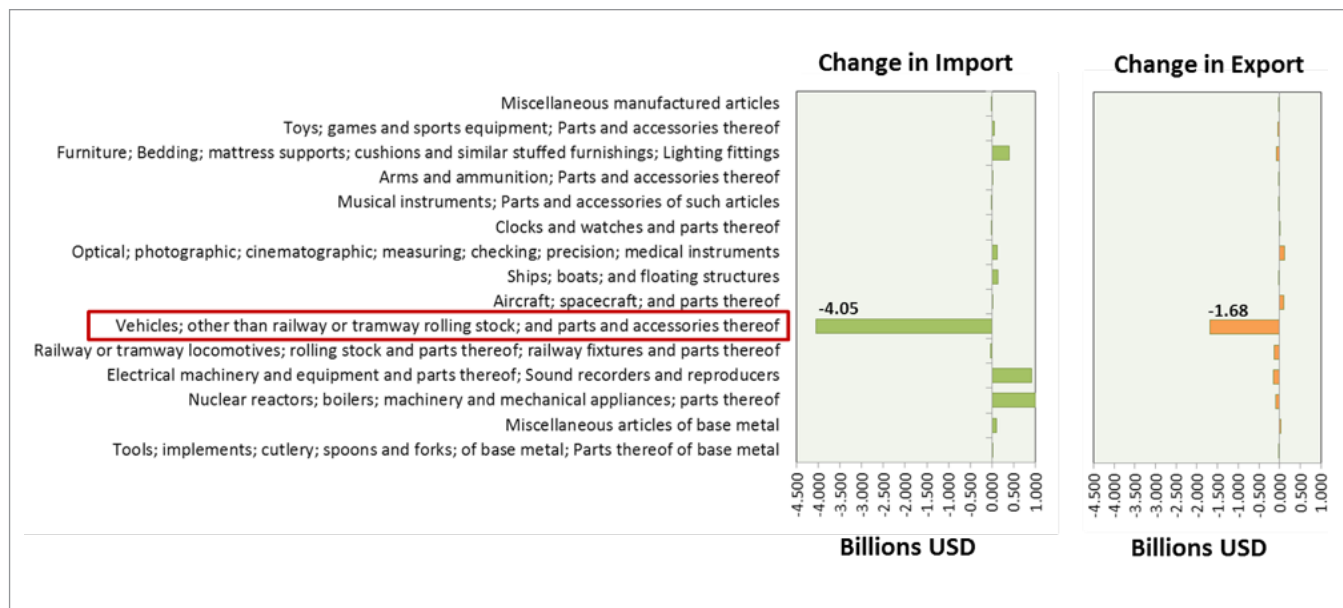 Change in Import
Change in Export
Miscellaneous manufactured articles
Toys; games and sports equipment; Parts and accessories thereof
Furniture; Bedding; mattress supports; cushions and similar stuffed furnishings; Lighting fittings
Arms and ammunition; Parts and accessories thereof
Musical instruments; Parts and accessories of such articles
Clocks and watches and parts thereof
Optical; photographic; cinematographic; measuring; checking; precision; medical instruments
Ships; boats; and floating structures
Aircraft; spacecraft; and parts thereof
-4.05
-1.68
Vehicles; other than railway or tramway rolling stock; and parts and accessories thereof
Railway or tramway locomotives; rolling stock and parts thereof; railway fixtures and parts thereof
Electrical machinery and equipment and parts thereof; Sound recorders and reproducers
Nuclear reactors; boilers; machinery and mechanical appliances; parts thereof
Miscellaneous articles of base metal
Tools; implements; cutlery; spoons and forks; of base metal; Parts thereof of base metal
-4.500
-4.000
-3.500
-3.000
-2.500
-2.000
-1.500
-1.000
-0.500
0.000
0.500
1.000
-4.500
-4.000
-3.500
-3.000
-2.500
-2.000
-1.500
-1.000
-0.500
0.000
0.500
1.000
Billions USD
Billions USD